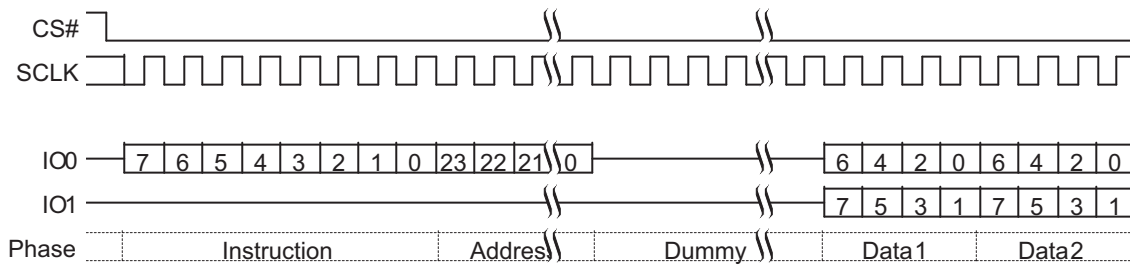 CS#
SCLK
IO0 7 6 5 4 3 2 1 0 23 22 21 0 6 4 2 0 6 4 2 0
IO1 7 5 3 1 7 5 3 1
Phase Instruction Address Dummy Data1 Data2